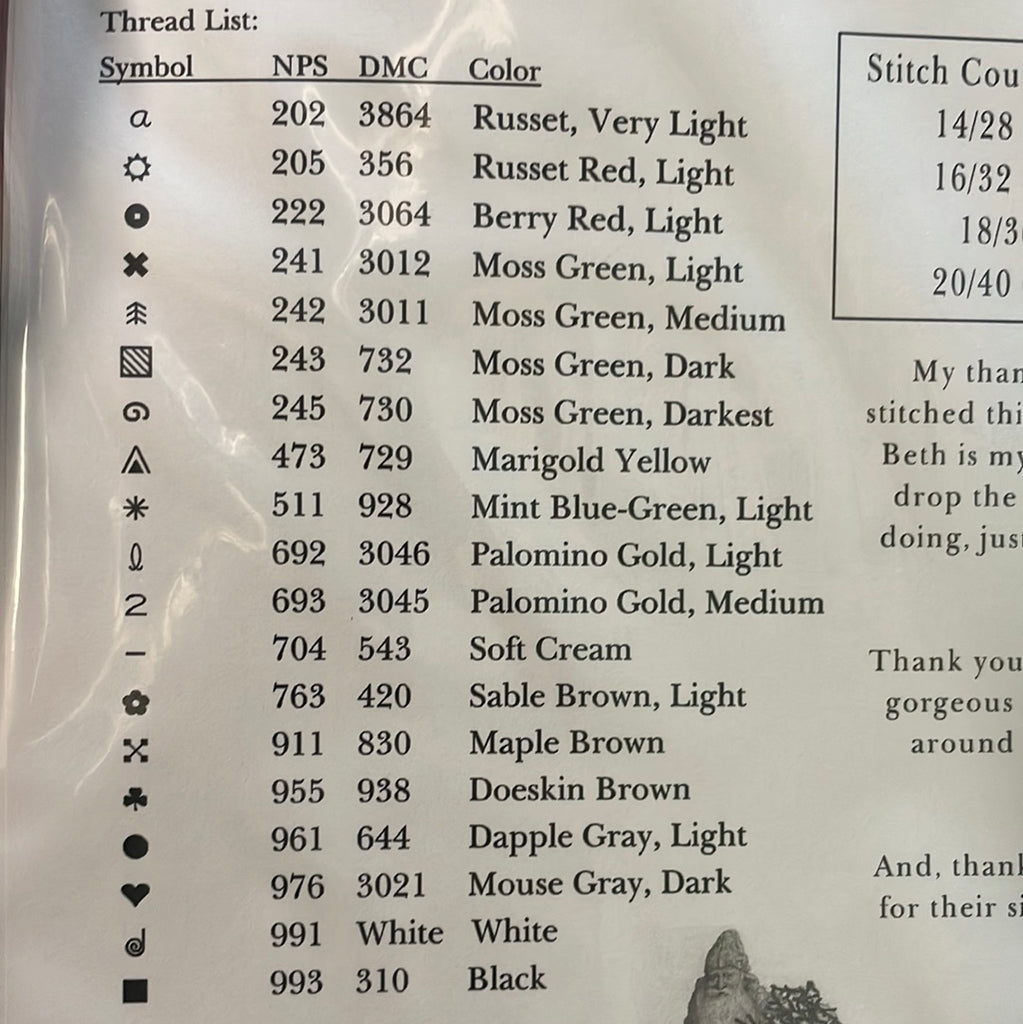 Thread List:
Symbol NPS DMC Color
a 202 3864 Russet, Very Light
205 356 Russet Red, Light
222 3064 Berry Red, Light
241 3012 Moss Green, Light
242 3011 Moss Green, Medium
243 732 Moss Green, Dark
245 730 Moss Green, Darkest
473 729 Marigold Yellow
511 928 Mint Blue-Green, Light
692 3046 Palomino Gold, Light
2 693 3045 Palomino Gold, Medium
– 704 543 Soft Cream
763 420 Sable Brown, Light
911 830 Maple Brown
955 938 Doeskin Brown
961 644 Dapple Gray, Light
976 3021 Mouse Gray, Dark
991 White White
993 310 Black
Stitch
14/28
16/32
20/40
My
stitched
Beth is
drop the
doing,
Thank you
gorgeous
around
And,
for their